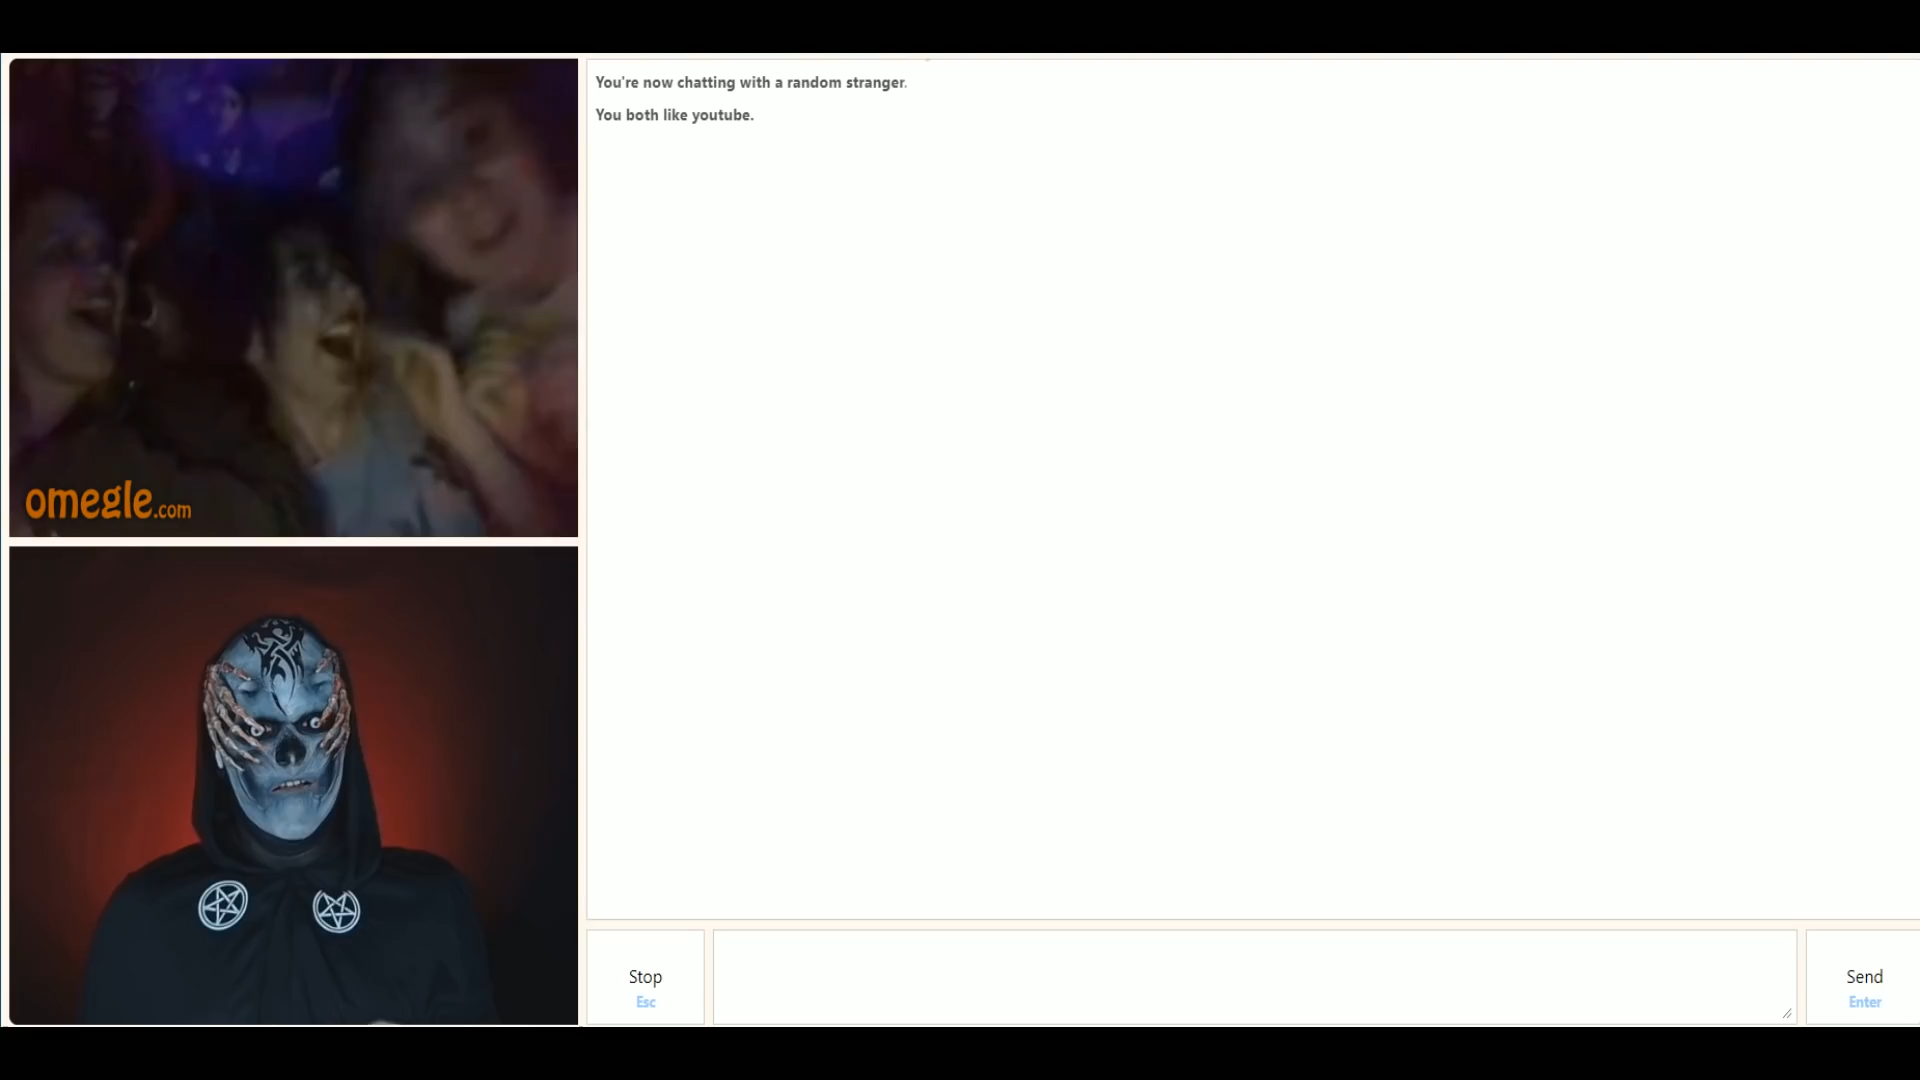 You're now chatting with a random stranger.
You both like youtube.
omegle.com
Stop
Esc
Send
Enter